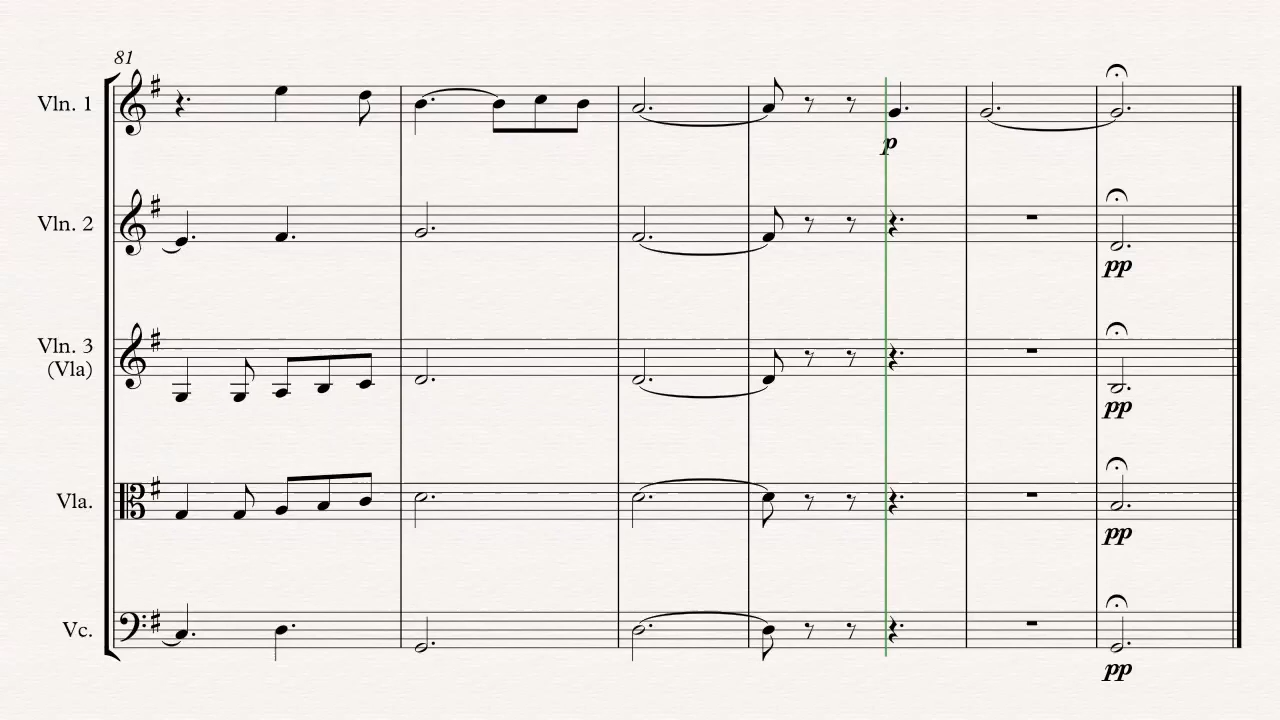 81
Vln. 1
p
Vln. 2
pp
Vln. 3
(Vla)
pp
Vla.
pp
Vc.
pp